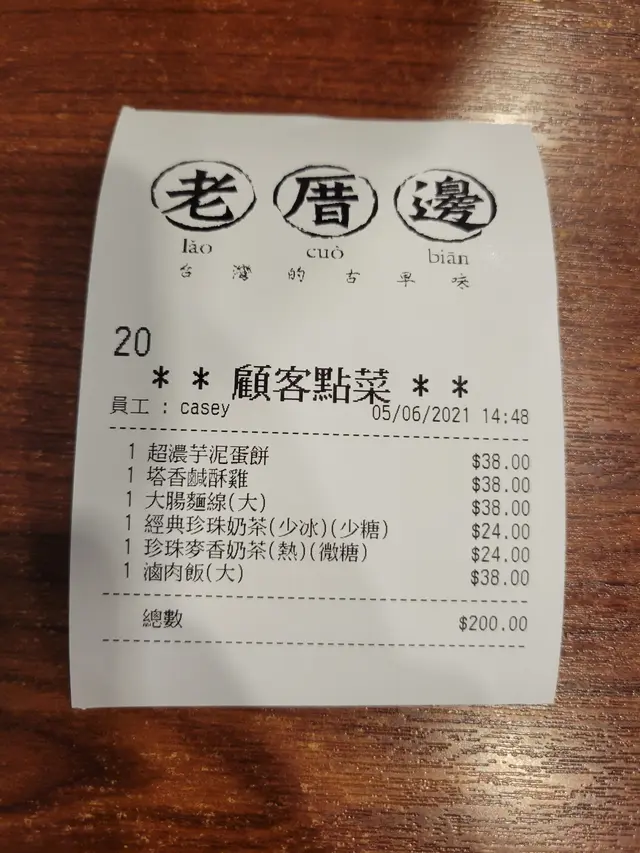 老厝邊
lào cuò biān
台灣的古早味
20
** 顧客點菜 **
員工 : casey 05/06/2021 14:48
1 超濃芋泥蛋餅 $38.00
1 塔香鹹酥雞 $38.00
1 大腸麵線(大) $38.00
1 經典珍珠奶茶(少冰)(少糖) $24.00
1 珍珠麥香奶茶(熱)(微糖) $24.00
1 滷肉飯(大) $38.00
總數 $200.00